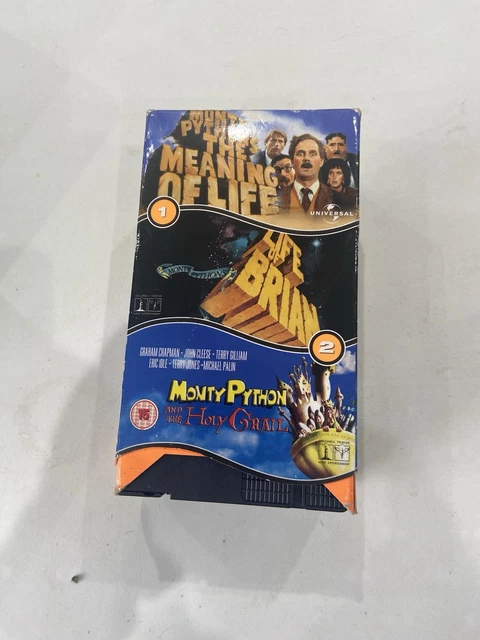 MONTY
PYTHON'S
THE
MEANING
OF LIFE
UNIVERSAL
1
LIFE
OF
BRIAN
MONTY PYTHON'S
2
GRAHAM CHAPMAN - JOHN CLEESE - TERRY GILLIAM
ERIC IDLE - TERRY JONES - MICHAEL PALIN
MONTY PYTHON
AND THE HOLY GRAIL
15